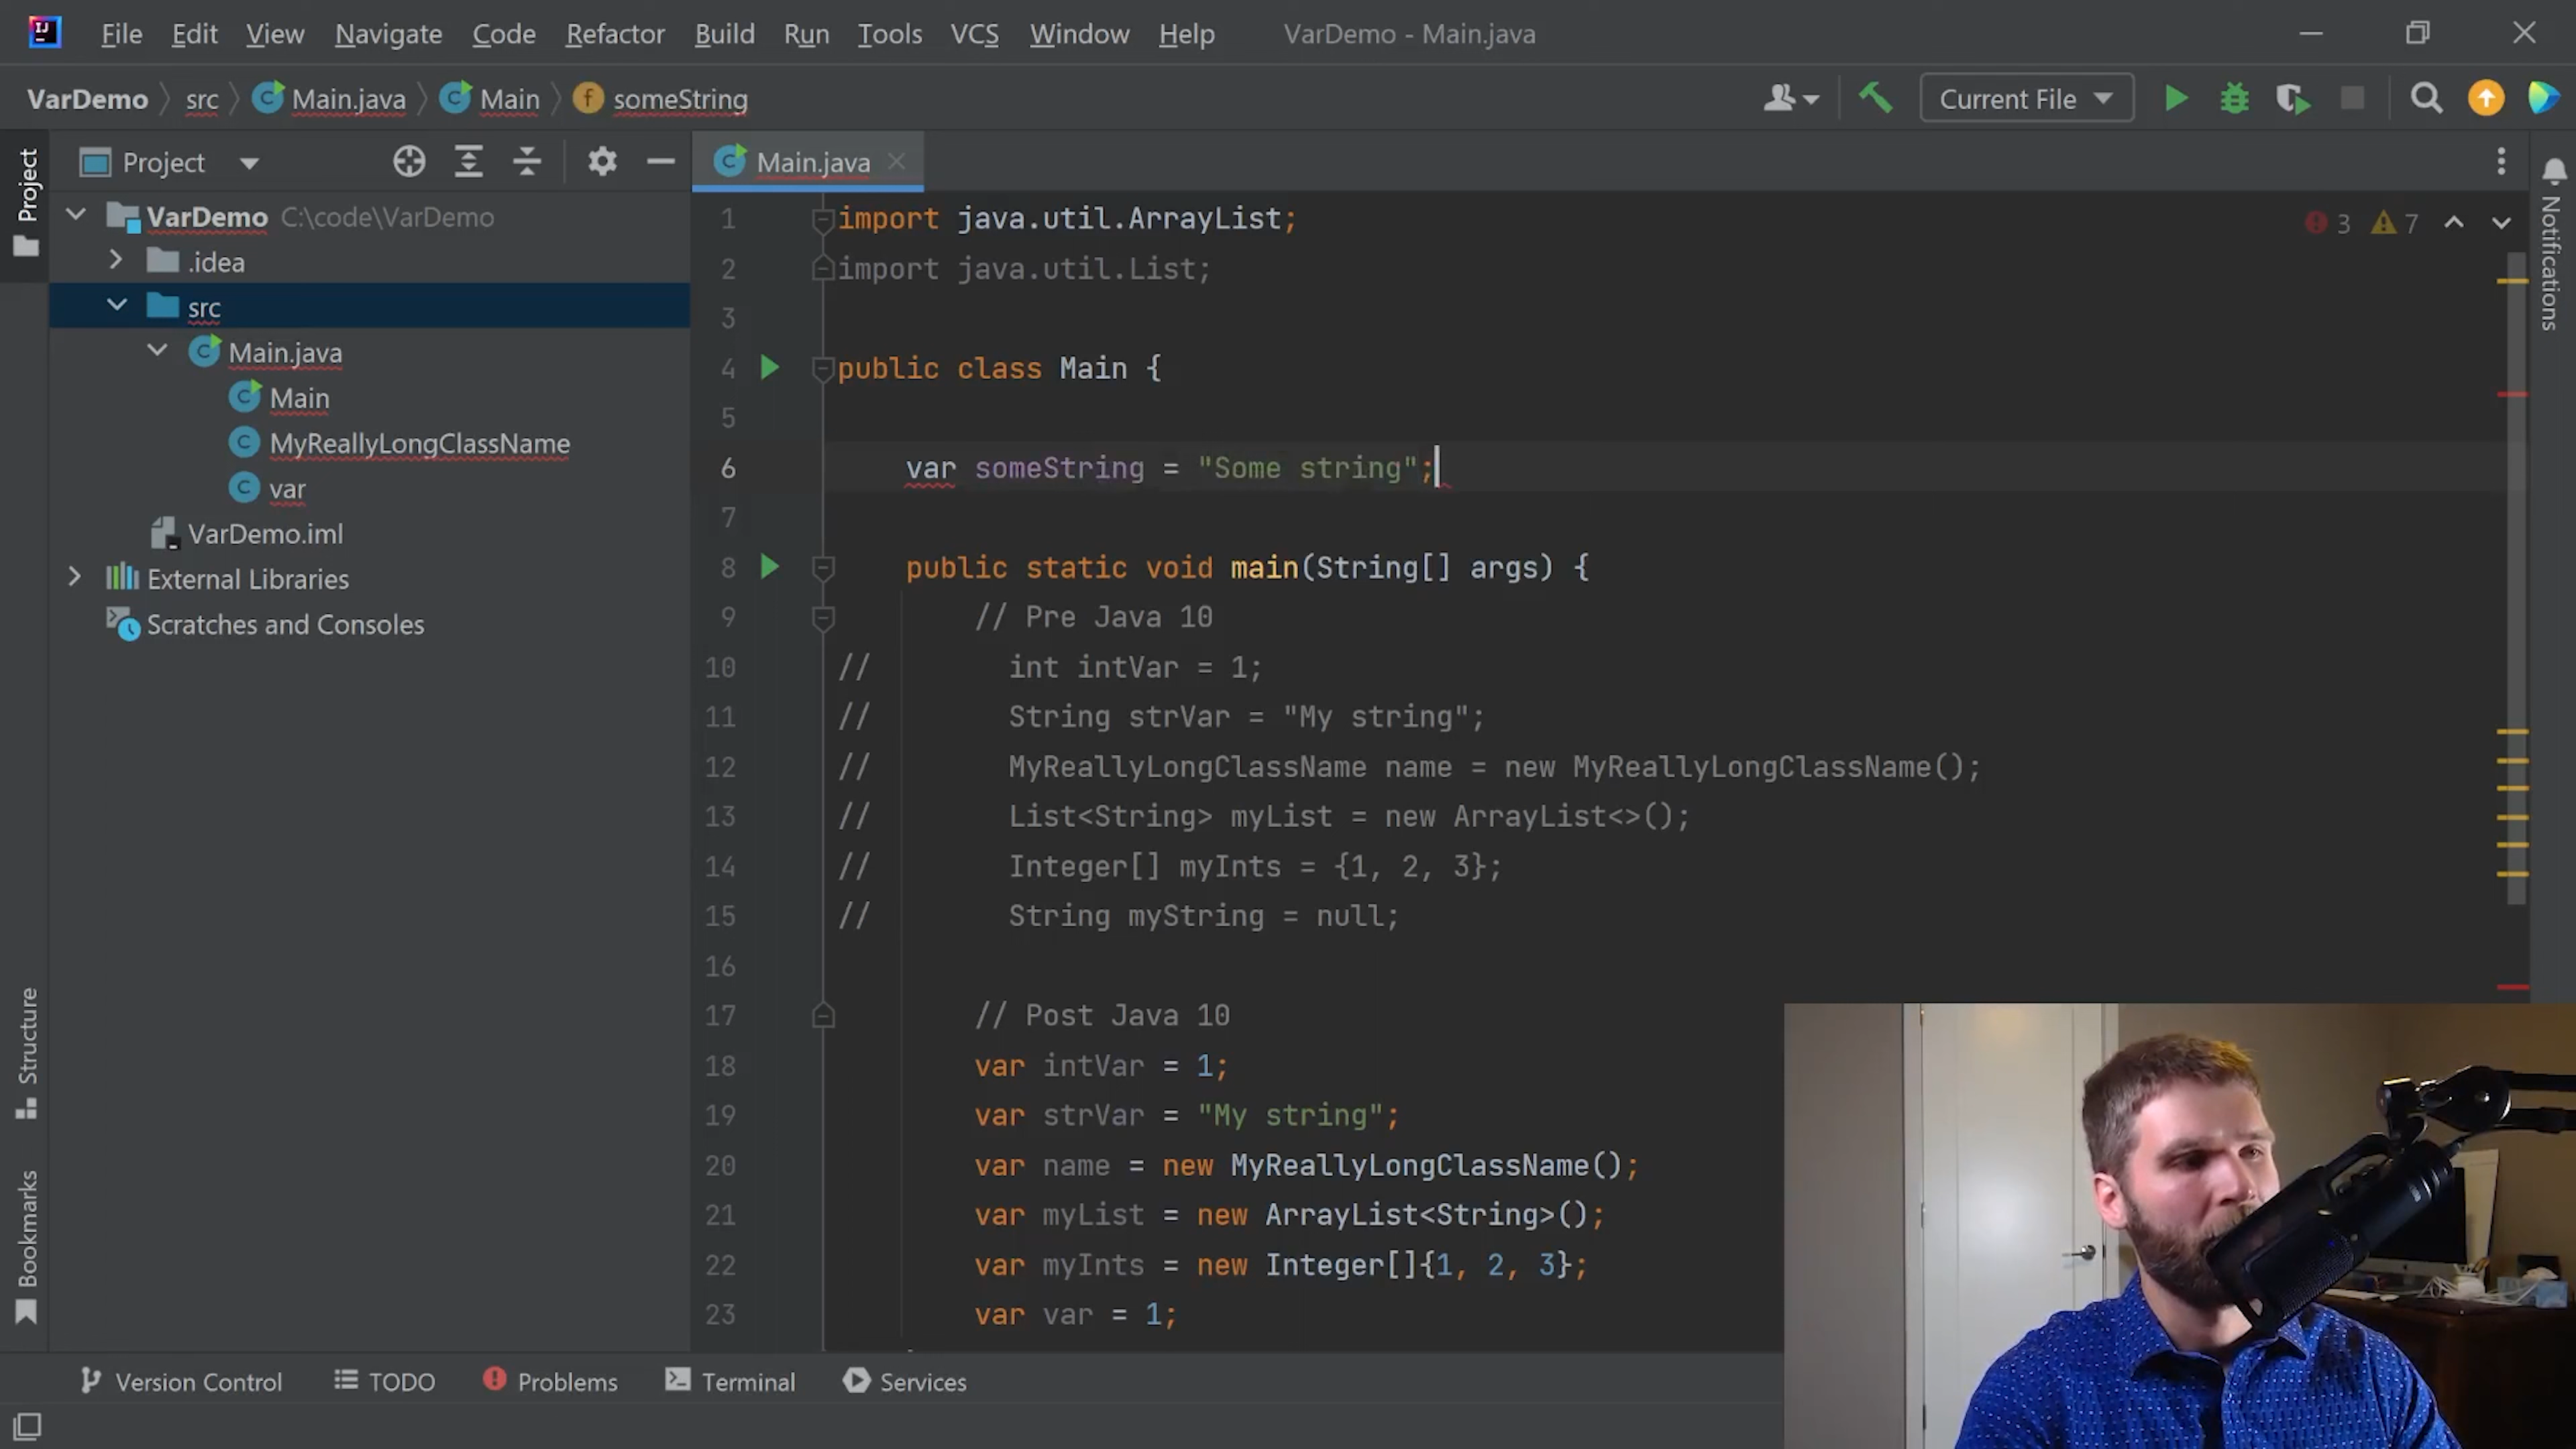 File Edit View Navigate Code Refactor Build Run Tools VCS Window Help VarDemo - Main.java
VarDemo src Main.java Main someString Current File
Project
Project
Main.java
Notifications
VarDemo C:\code\VarDemo
.idea
src
Main.java
Main
MyReallyLongClassName
var
VarDemo.iml
External Libraries
Scratches and Consoles
Structure
Bookmarks
3 7
1 import java.util.ArrayList;
2 import java.util.List;
3
4 public class Main {
5
6 var someString = "Some string";
7
8 public static void main(String[] args) {
9 // Pre Java 10
10 // int intVar = 1;
11 // String strVar = "My string";
12 // MyReallyLongClassName name = new MyReallyLongClassName();
13 // List<String> myList = new ArrayList<>();
14 // Integer[] myInts = {1, 2, 3};
15 // String myString = null;
16
17 // Post Java 10
18 var intVar = 1;
19 var strVar = "My string";
20 var name = new MyReallyLongClassName();
21 var myList = new ArrayList<String>();
22 var myInts = new Integer[]{1, 2, 3};
23 var var = 1;
Version Control TODO Problems Terminal Services